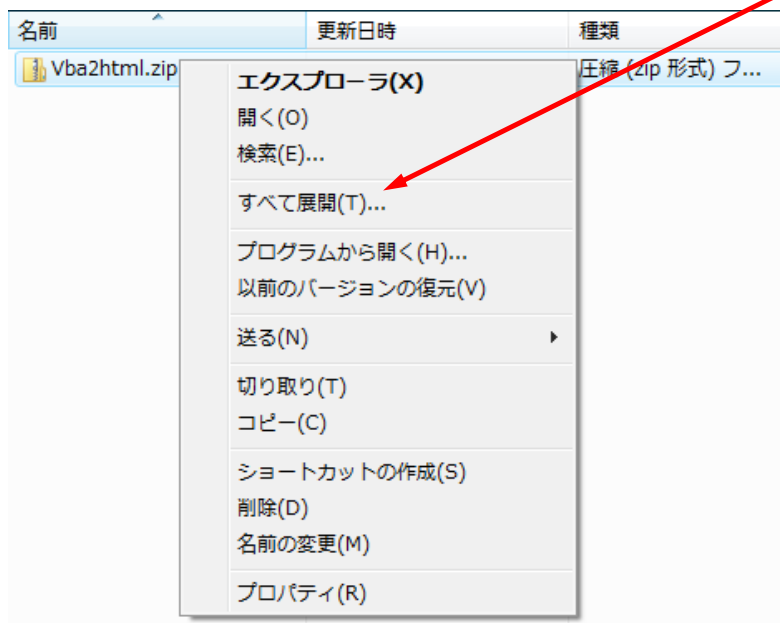 名前 更新日時 種類
Vba2html.zip 圧縮 (zip 形式) フ...
エクスプローラ(X)
開く(O)
検索(E)...
すべて展開(T)...
プログラムから開く(H)...
以前のバージョンの復元(V)
送る(N)
切り取り(T)
コピー(C)
ショートカットの作成(S)
削除(D)
名前の変更(M)
プロパティ(R)